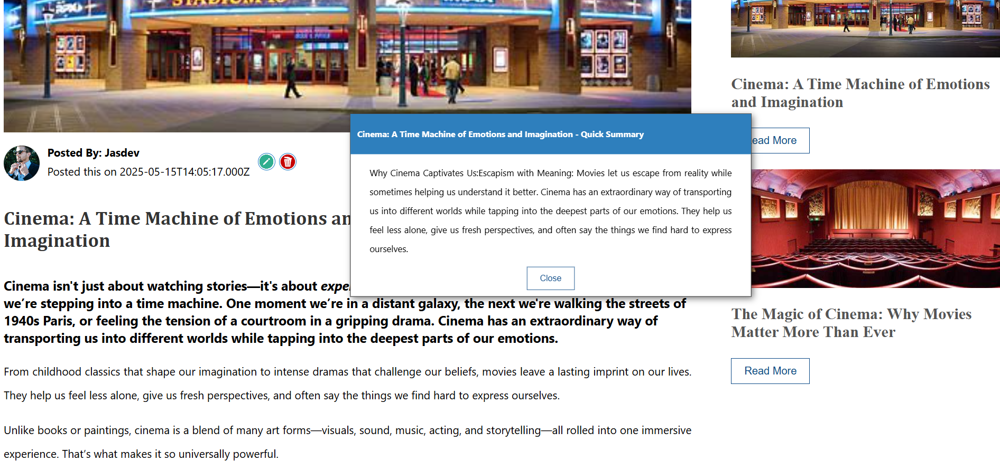 STADIUM 16
Posted By: Jasdev
Posted this on 2025-05-15T14:05:17.000Z
Cinema: A Time Machine of Emotions an
Imagination
Cinema isn't just about watching stories—it's about
we’re stepping into a time machine. One moment we’re in a distant galaxy, the next we're walking the streets of
1940s Paris, or feeling the tension of a courtroom in a gripping drama. Cinema has an extraordinary way of
transporting us into different worlds while tapping into the deepest parts of our emotions.
From childhood classics that shape our imagination to intense dramas that challenge our beliefs, movies leave a lasting imprint on our lives.
They help us feel less alone, give us fresh perspectives, and often say the things we find hard to express ourselves.
Unlike books or paintings, cinema is a blend of many art forms—visuals, sound, music, acting, and storytelling—all rolled into one immersive
experience. That’s what makes it so universally powerful.
Cinema: A Time Machine of Emotions and Imagination - Quick Summary
Why Cinema Captivates Us:Escapism with Meaning: Movies let us escape from reality while
sometimes helping us understand it better. Cinema has an extraordinary way of transporting
us into different worlds while tapping into the deepest parts of our emotions. They help us
feel less alone, give us fresh perspectives, and often say the things we find hard to express
ourselves.
Close
Cinema: A Time Machine of Emotions
and Imagination
ead More
The Magic of Cinema: Why Movies
Matter More Than Ever
Read More